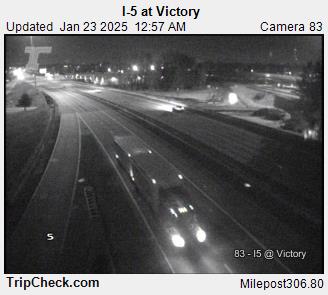 I-5 at Victory
Updated  Jan 23 2025  12:57 AM
Camera 83
S
83 - I5 @ Victory
TripCheck.com
Milepost306.80